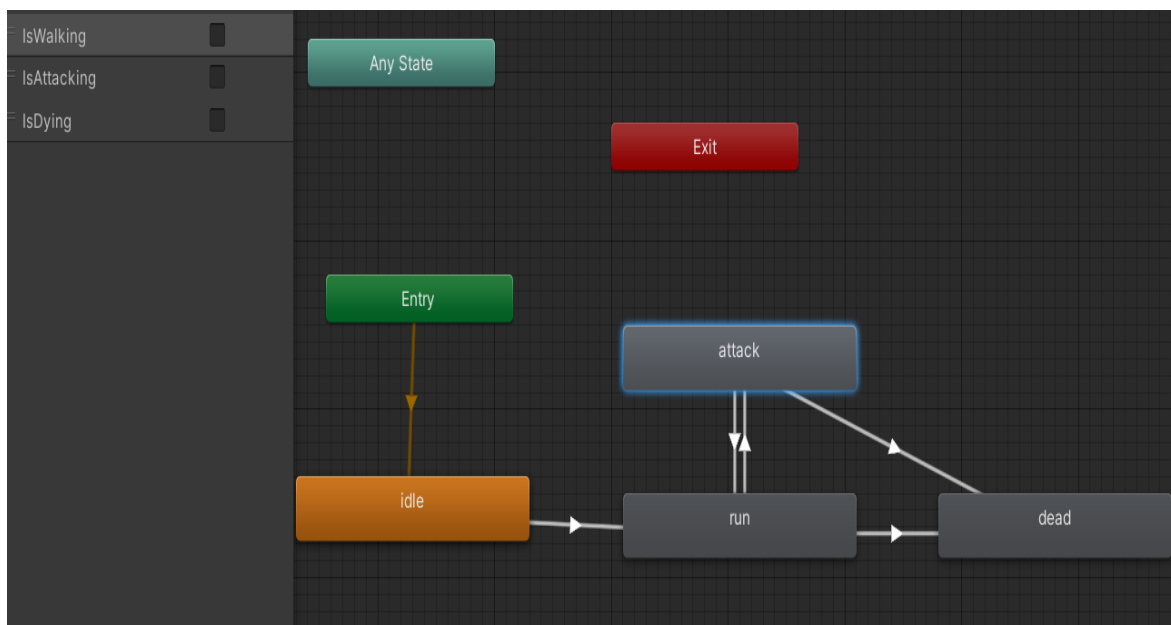 IsWalking
IsAttacking
IsDying
Any State
Exit
Entry
attack
idle
run
dead